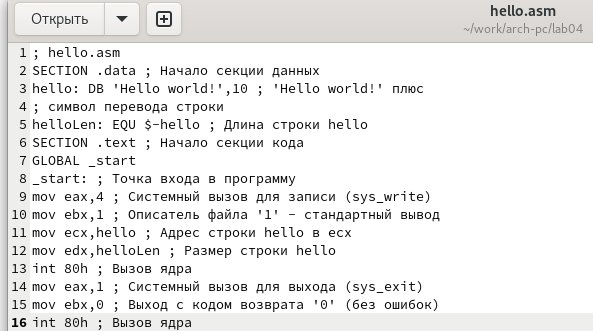 Открыть
hello.asm
~/work/arch-pc/lab04
1 ; hello.asm
2 SECTION .data ; Начало секции данных
3 hello: DB 'Hello world!',10 ; 'Hello world!' плюс
4 ; символ перевода строки
5 helloLen: EQU $-hello ; Длина строки hello
6 SECTION .text ; Начало секции кода
7 GLOBAL _start
8 _start: ; Точка входа в программу
9 mov eax,4 ; Системный вызов для записи (sys_write)
10 mov ebx,1 ; Описатель файла '1' - стандартный вывод
11 mov ecx,hello ; Адрес строки hello в ecx
12 mov edx,helloLen ; Размер строки hello
13 int 80h ; Вызов ядра
14 mov eax,1 ; Системный вызов для выхода (sys_exit)
15 mov ebx,0 ; Выход с кодом возврата '0' (без ошибок)
16 int 80h ; Вызов ядра